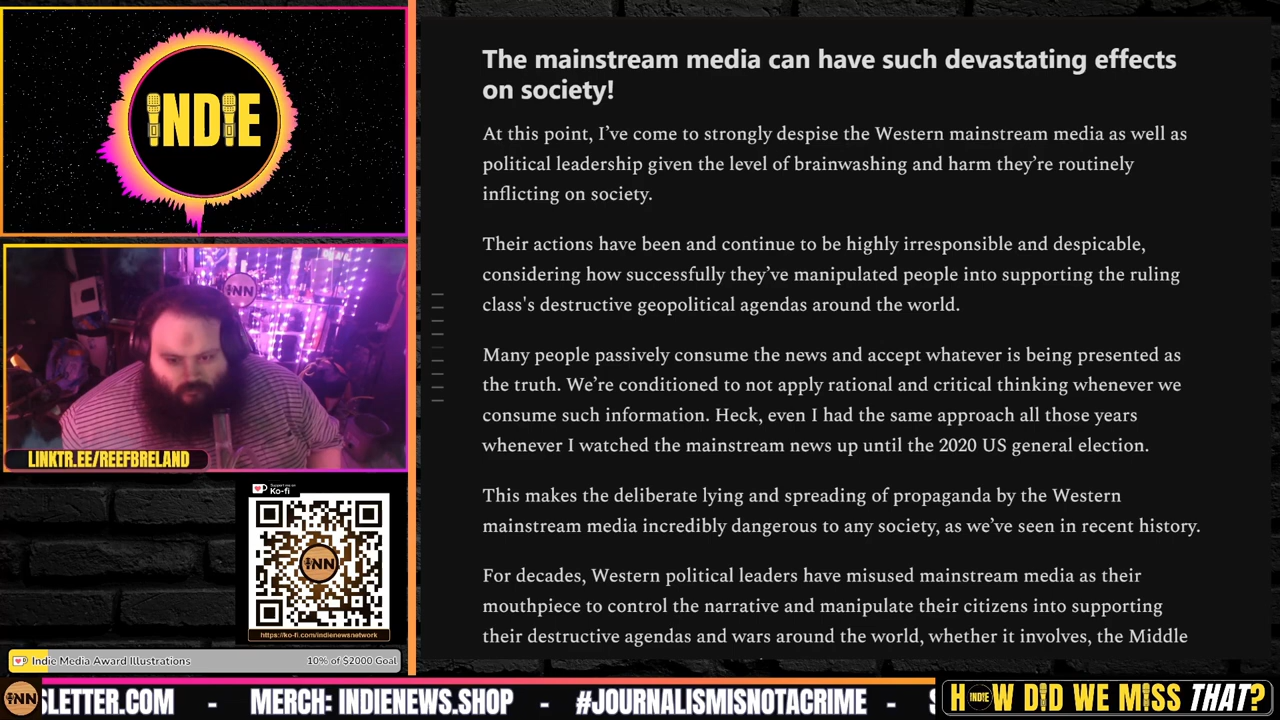 INDIE
INN
LINKTR.EE/REEFBRELAND
Support me on
Ko-fi
INN
https://ko-fi.com/indienewsnetwork
Indie Media Award Illustrations
10% of $2000 Goal
The mainstream media can have such devastating effects
on society!
At this point, I’ve come to strongly despise the Western mainstream media as well as
political leadership given the level of brainwashing and harm they’re routinely
inflicting on society.
Their actions have been and continue to be highly irresponsible and despicable,
considering how successfully they’ve manipulated people into supporting the ruling
class's destructive geopolitical agendas around the world.
Many people passively consume the news and accept whatever is being presented as
the truth. We’re conditioned to not apply rational and critical thinking whenever we
consume such information. Heck, even I had the same approach all those years
whenever I watched the mainstream news up until the 2020 US general election.
This makes the deliberate lying and spreading of propaganda by the Western
mainstream media incredibly dangerous to any society, as we’ve seen in recent history.
For decades, Western political leaders have misused mainstream media as their
mouthpiece to control the narrative and manipulate their citizens into supporting
their destructive agendas and wars around the world, whether it involves, the Middle
INN
SLETTER.COM - MERCH: INDIENEWS.SHOP - #JOURNALISMISNOTACRIME - S
HOW DID WE MISS THAT?